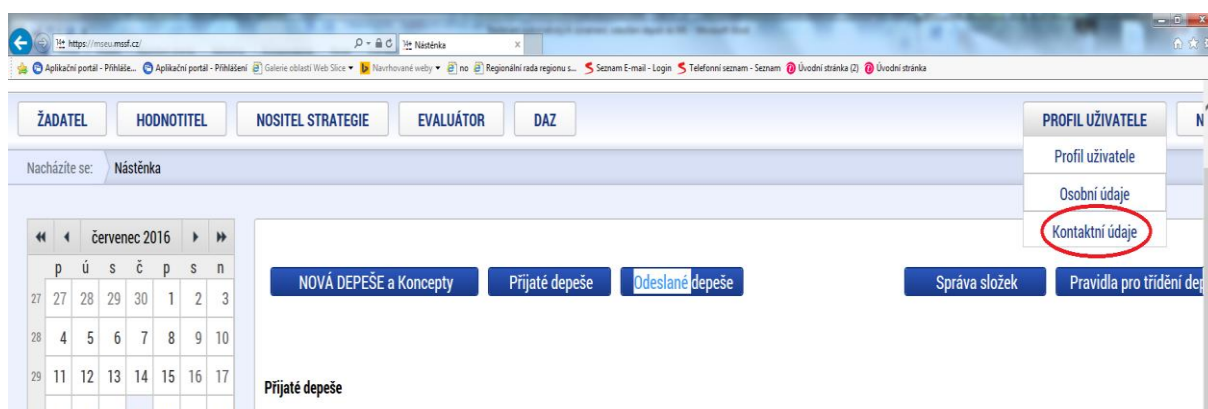 https://mseu.mssf.cz/
Nástěnka
Aplikační portál - Přihláše... Aplikační portál - Přihlášení Galerie oblastí Web Slice Navrhované weby no Regionální rada regionu s... Seznam E-mail - Login Telefonní seznam - Seznam Úvodní stránka (2) Úvodní stránka
ŽADATEL HODNOTITEL NOSITEL STRATEGIE EVALUÁTOR DAZ PROFIL UŽIVATELE N
Profil uživatele
Nacházíte se: Nástěnka
Osobní údaje
Kontaktní údaje
červenec 2016
p ú s č p s n
27 27 28 29 30 1 2 3
28 4 5 6 7 8 9 10
29 11 12 13 14 15 16 17
NOVÁ DEPEŠE a Koncepty Přijaté depeše Odeslané depeše Správa složek Pravidla pro třídění dep
Přijaté depeše